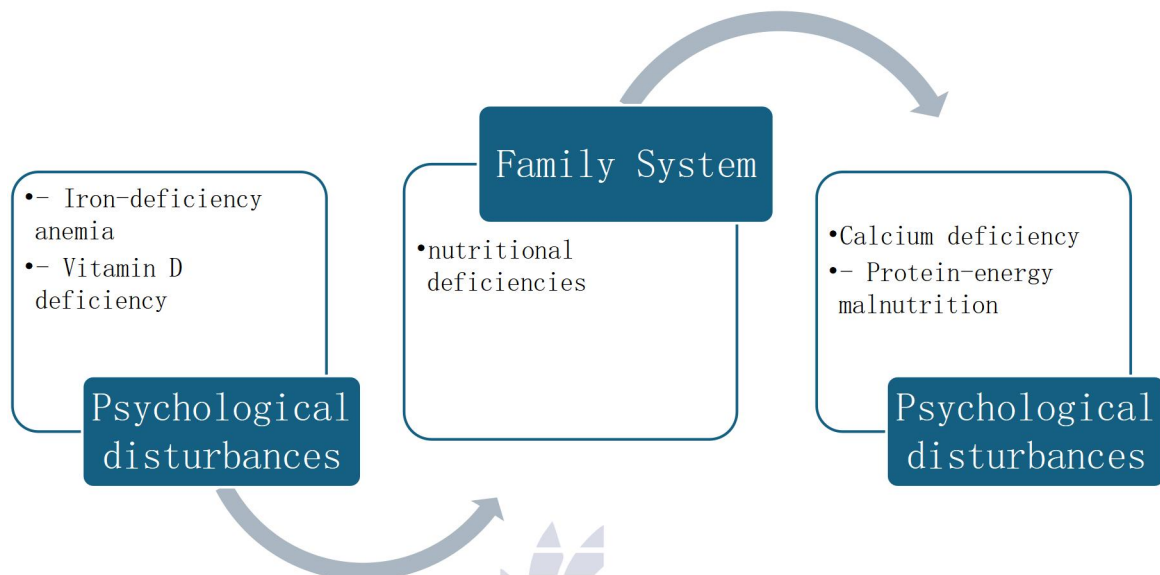 •- Iron-deficiency
anemia
•- Vitamin D
deficiency
Psychological
disturbances
Family System
•nutritional
deficiencies
•Calcium deficiency
•- Protein-energy
malnutrition
Psychological
disturbances